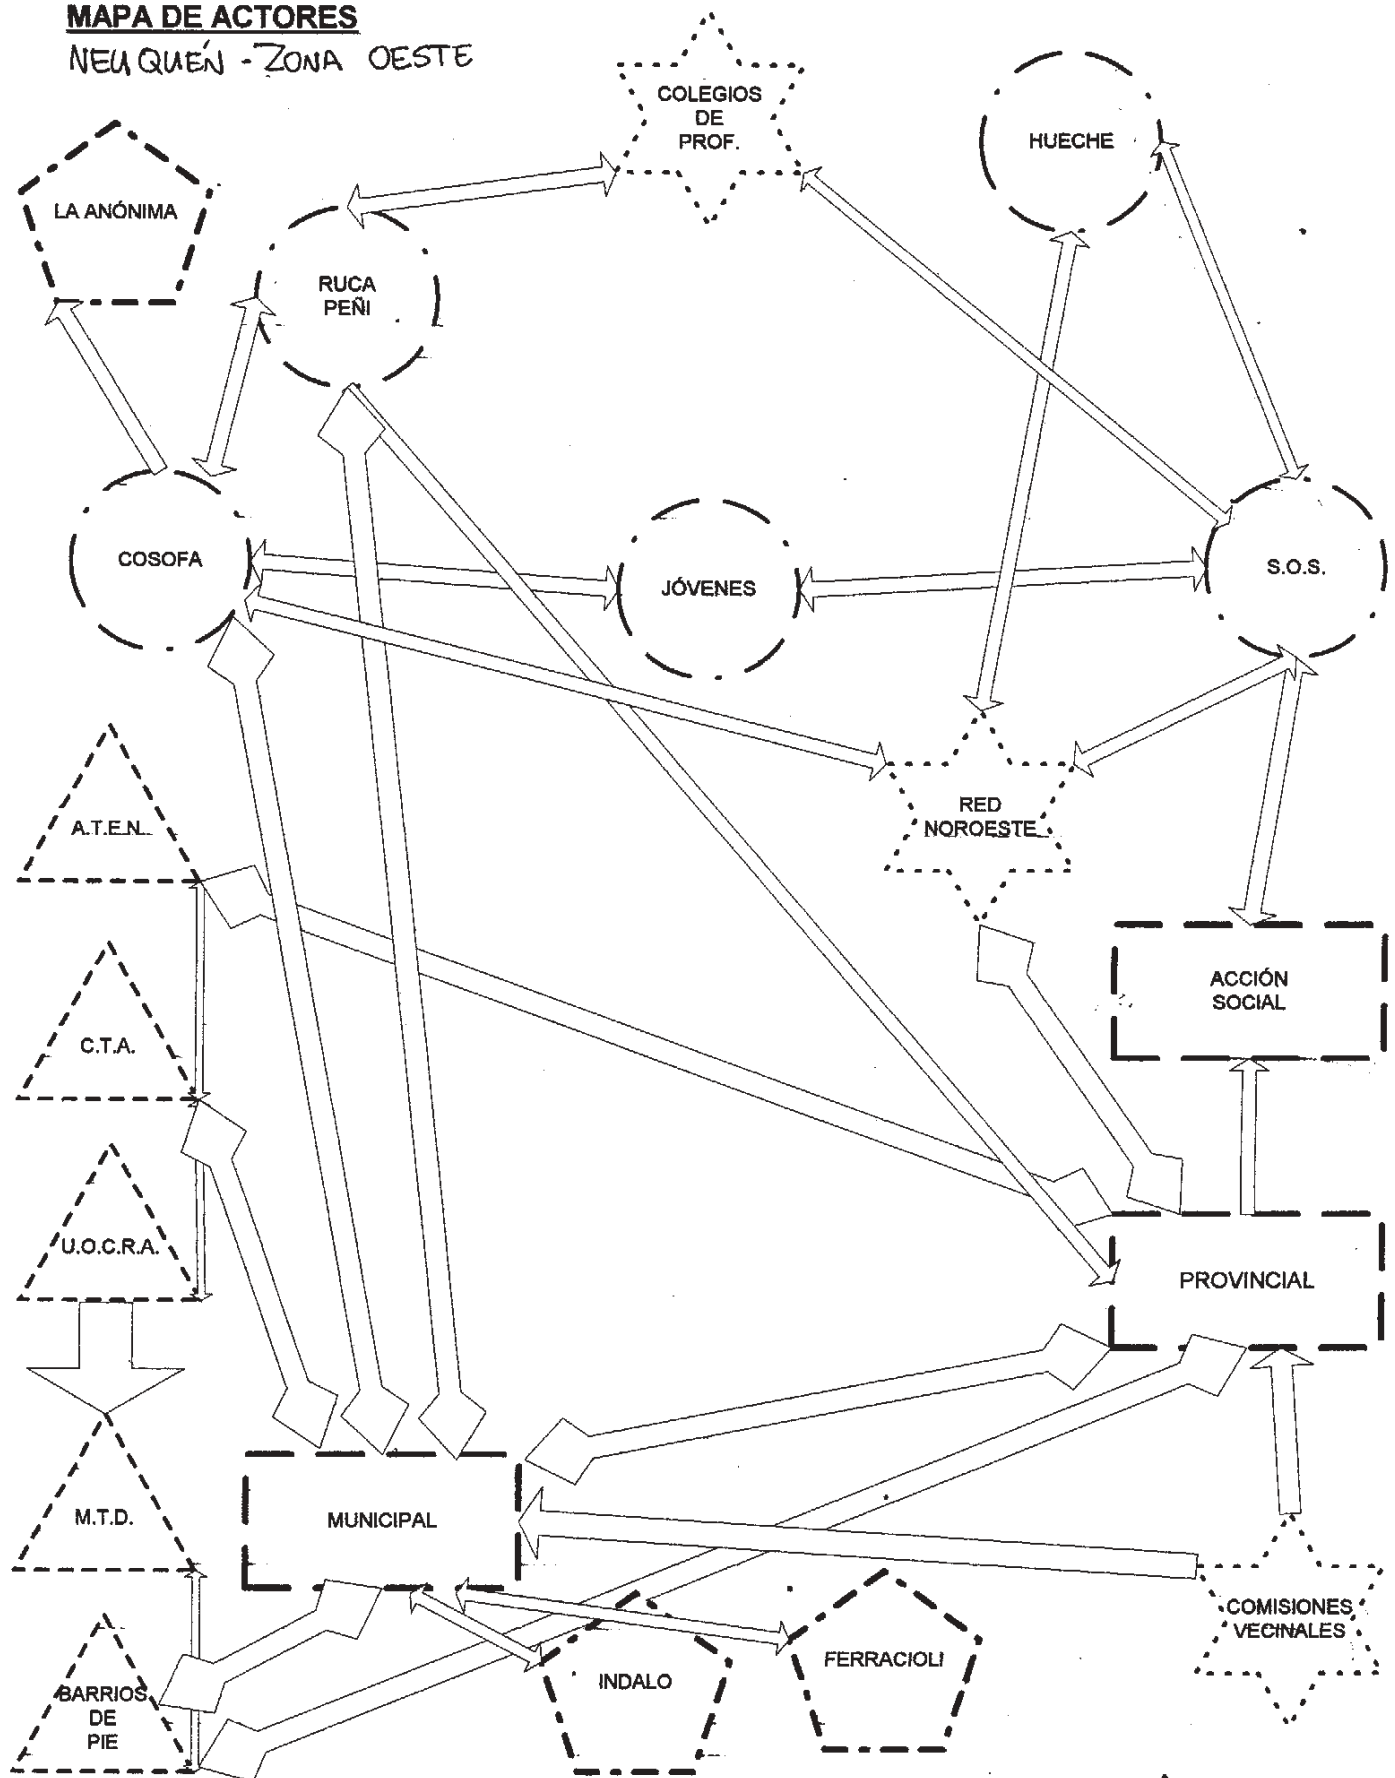 MAPA DE ACTORES
NEUQUÉN - ZONA OESTE
COLEGIOS
DE
PROF.
HUECHE
LA ANÓNIMA
RUCA
PEÑI
COSOFA
JÓVENES
S.O.S.
A.T.E.N.
RED
NOROESTE
ACCIÓN
SOCIAL
C.T.A.
U.O.C.R.A.
PROVINCIAL
M.T.D.
MUNICIPAL
COMISIONES
VECINALES
BARRIOS
DE
PIE
INDALO
FERRACIOLI